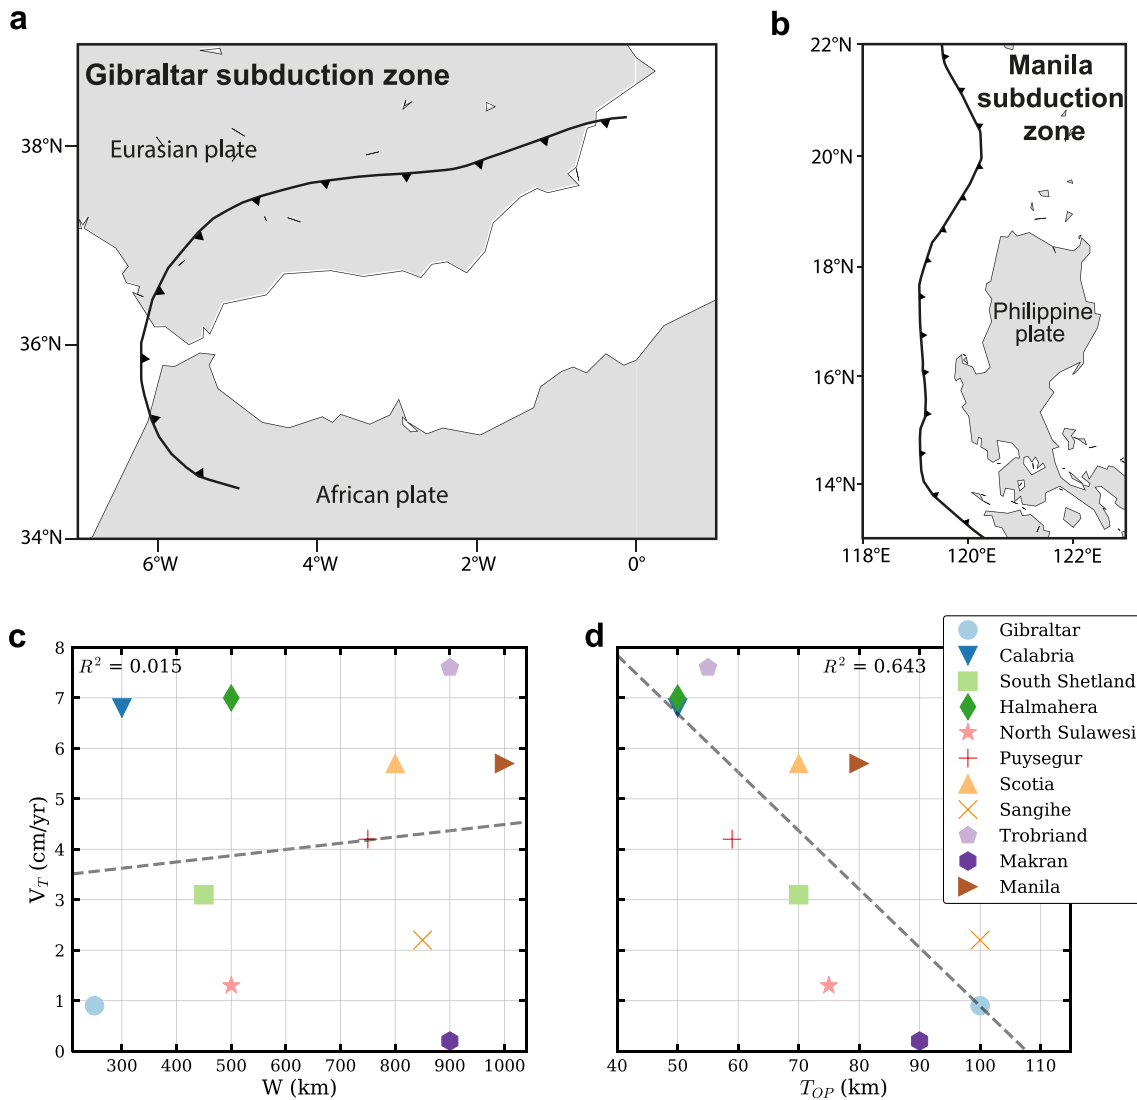 a
Gibraltar subduction zone
Eurasian plate
African plate
38°N
36°N
34°N
6°W
4°W
2°W
0°
b
Manila
subduction
zone
Philippine
plate
22°N
20°N
18°N
16°N
14°N
118°E
120°E
122°E
c
R² = 0.015
V_T (cm/yr)
8
7
6
5
4
3
2
1
0
300 400 500 600 700 800 900 1000
W (km)
d
R² = 0.643
40 50 60 70 80 90 100 110
T_OP (km)
Gibraltar
Calabria
South Shetland
Halmahera
North Sulawesi
Puysegur
Scotia
Sangihe
Trobriand
Makran
Manila